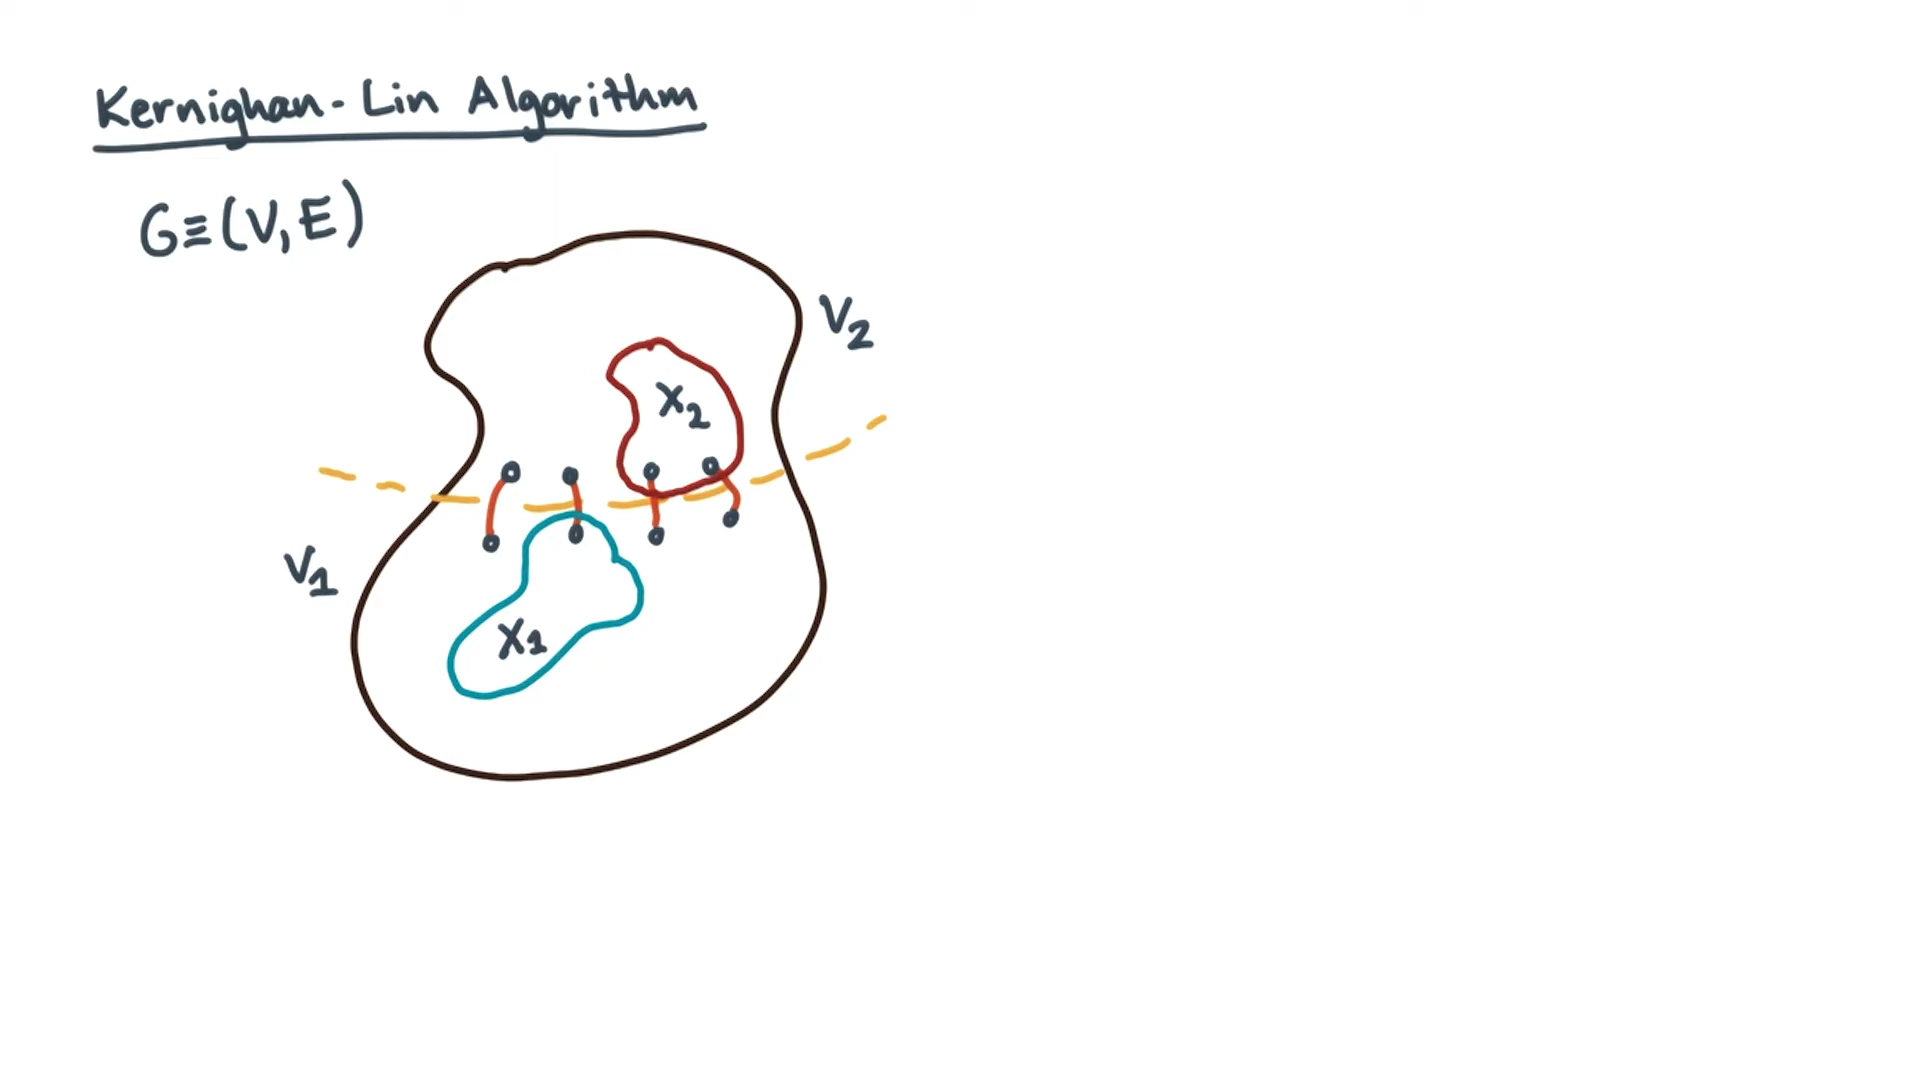 Kernighan-Lin Algorithm
G≡(V,E)
V₂
X₂
V₁
X₁